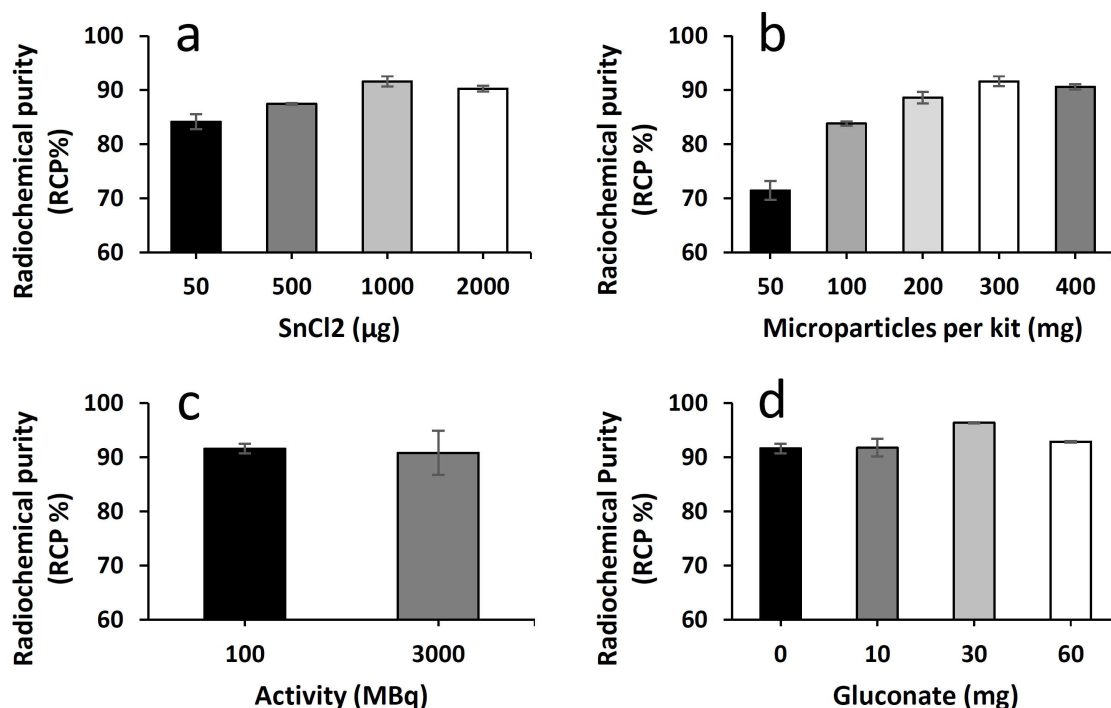 a
Radiochemical purity
(RCP%)
100
90
80
70
60
50 500 1000 2000
SnCl2 (µg)
b
Raciochemical purity
(RCP %)
100
90
80
70
60
50 100 200 300 400
Microparticles per kit (mg)
c
Radiochemical purity
(RCP %)
100
90
80
70
60
100 3000
Activity (MBq)
d
Radiochemical Purity
(RCP %)
100
90
80
70
60
0 10 30 60
Gluconate (mg)